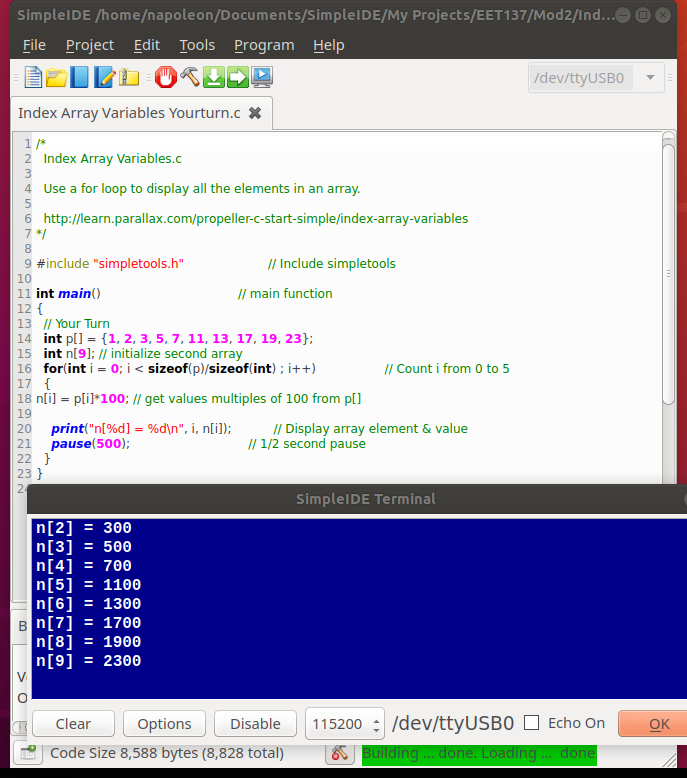 SimpleIDE /home/napoleon/Documents/SimpleIDE/My Projects/EET137/Mod2/Ind...
File Project Edit Tools Program Help
/dev/ttyUSB0
Index Array Variables Yourturn.c
1 /*
2 Index Array Variables.c
3
4 Use a for loop to display all the elements in an array.
5
6 http://learn.parallax.com/propeller-c-start-simple/index-array-variables
7 */
8
9 #include "simpletools.h" // Include simpletools
10
11 int main() // main function
12 {
13 // Your Turn
14 int p[] = {1, 2, 3, 5, 7, 11, 13, 17, 19, 23};
15 int n[9]; // initialize second array
16 for(int i = 0; i < sizeof(p)/sizeof(int) ; i++) // Count i from 0 to 5
17 {
18 n[i] = p[i]*100; // get values multiples of 100 from p[]
19
20 print("n[%d] = %d\n", i, n[i]); // Display array element & value
21 pause(500); // 1/2 second pause
22 }
23 }
SimpleIDE Terminal
n[2] = 300
n[3] = 500
n[4] = 700
n[5] = 1100
n[6] = 1300
n[7] = 1700
n[8] = 1900
n[9] = 2300
Clear Options Disable 115200 /dev/ttyUSB0 Echo On OK
Code Size 8,588 bytes (8,828 total) Building ... done. Loading ... done